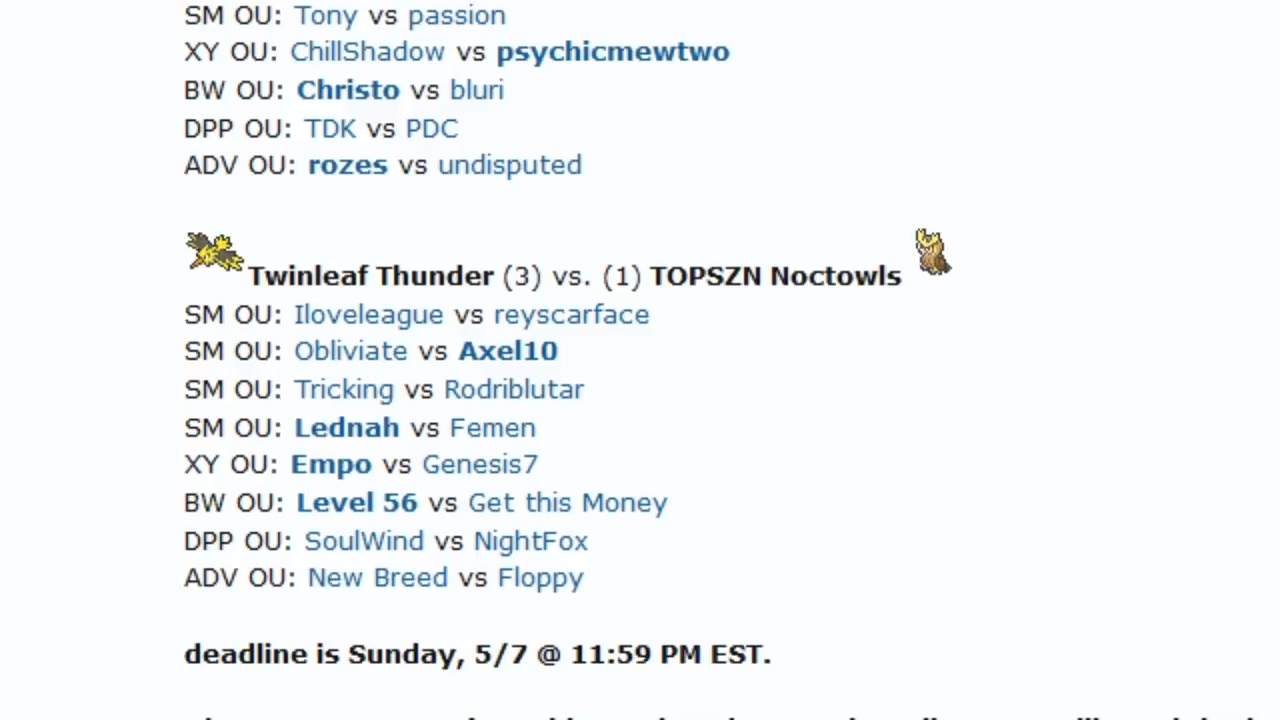 SM OU: Tony vs passion
XY OU: ChillShadow vs psychicmewtwo
BW OU: Christo vs bluri
DPP OU: TDK vs PDC
ADV OU: rozes vs undisputed
Twinleaf Thunder (3) vs. (1) TOPSZN Noctowls
SM OU: Iloveleague vs reyscarface
SM OU: Obliviate vs Axel10
SM OU: Tricking vs Rodriblutar
SM OU: Lednah vs Femen
XY OU: Empo vs Genesis7
BW OU: Level 56 vs Get this Money
DPP OU: SoulWind vs NightFox
ADV OU: New Breed vs Floppy
deadline is Sunday, 5/7 @ 11:59 PM EST.